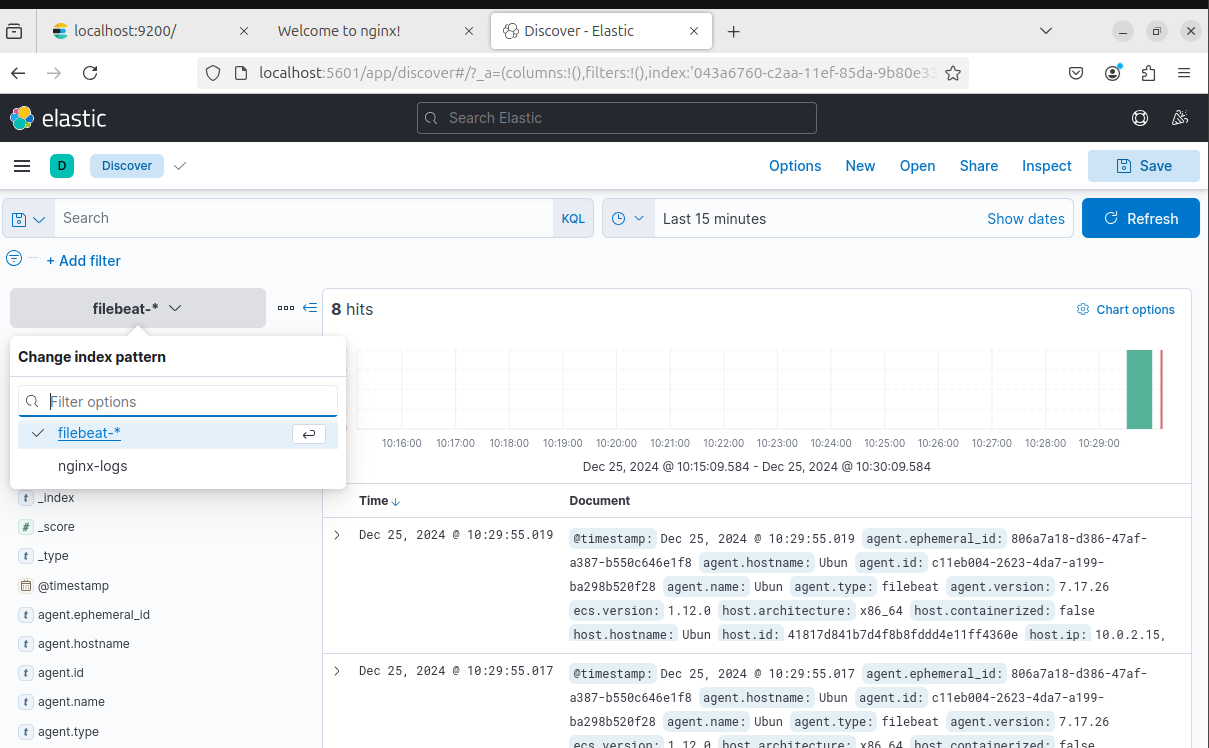 localhost:9200/
Welcome to nginx!
Discover - Elastic
localhost:5601/app/discover#/?_a=(columns:!(),filters:!(),index:'043a6760-c2aa-11ef-85da-9b80e33
elastic
Search Elastic
D
Discover
Options
New
Open
Share
Inspect
Save
Search
KQL
Last 15 minutes
Show dates
Refresh
+ Add filter
filebeat-*
8 hits
Chart options
Change index pattern
Filter options
filebeat-*
nginx-logs
10:16:00 10:17:00 10:18:00 10:19:00 10:20:00 10:21:00 10:22:00 10:23:00 10:24:00 10:25:00 10:26:00 10:27:00 10:28:00 10:29:00
Dec 25, 2024 @ 10:15:09.584 - Dec 25, 2024 @ 10:30:09.584
t _index
# _score
t _type
@timestamp
t agent.ephemeral_id
t agent.hostname
t agent.id
t agent.name
t agent.type
Time Document
Dec 25, 2024 @ 10:29:55.019
@timestamp: Dec 25, 2024 @ 10:29:55.019 agent.ephemeral_id: 806a7a18-d386-47af-
a387-b550c646e1f8 agent.hostname: Ubun agent.id: c11eb004-2623-4da7-a199-
ba298b520f28 agent.name: Ubun agent.type: filebeat agent.version: 7.17.26
ecs.version: 1.12.0 host.architecture: x86_64 host.containerized: false
host.hostname: Ubun host.id: 41817d841b7d4f8b8fddd4e11ff4360e host.ip: 10.0.2.15,
Dec 25, 2024 @ 10:29:55.017
@timestamp: Dec 25, 2024 @ 10:29:55.017 agent.ephemeral_id: 806a7a18-d386-47af-
a387-b550c646e1f8 agent.hostname: Ubun agent.id: c11eb004-2623-4da7-a199-
ba298b520f28 agent.name: Ubun agent.type: filebeat agent.version: 7.17.26
ecs.version: 1.12.0 host.architecture: x86_64 host.containerized: false